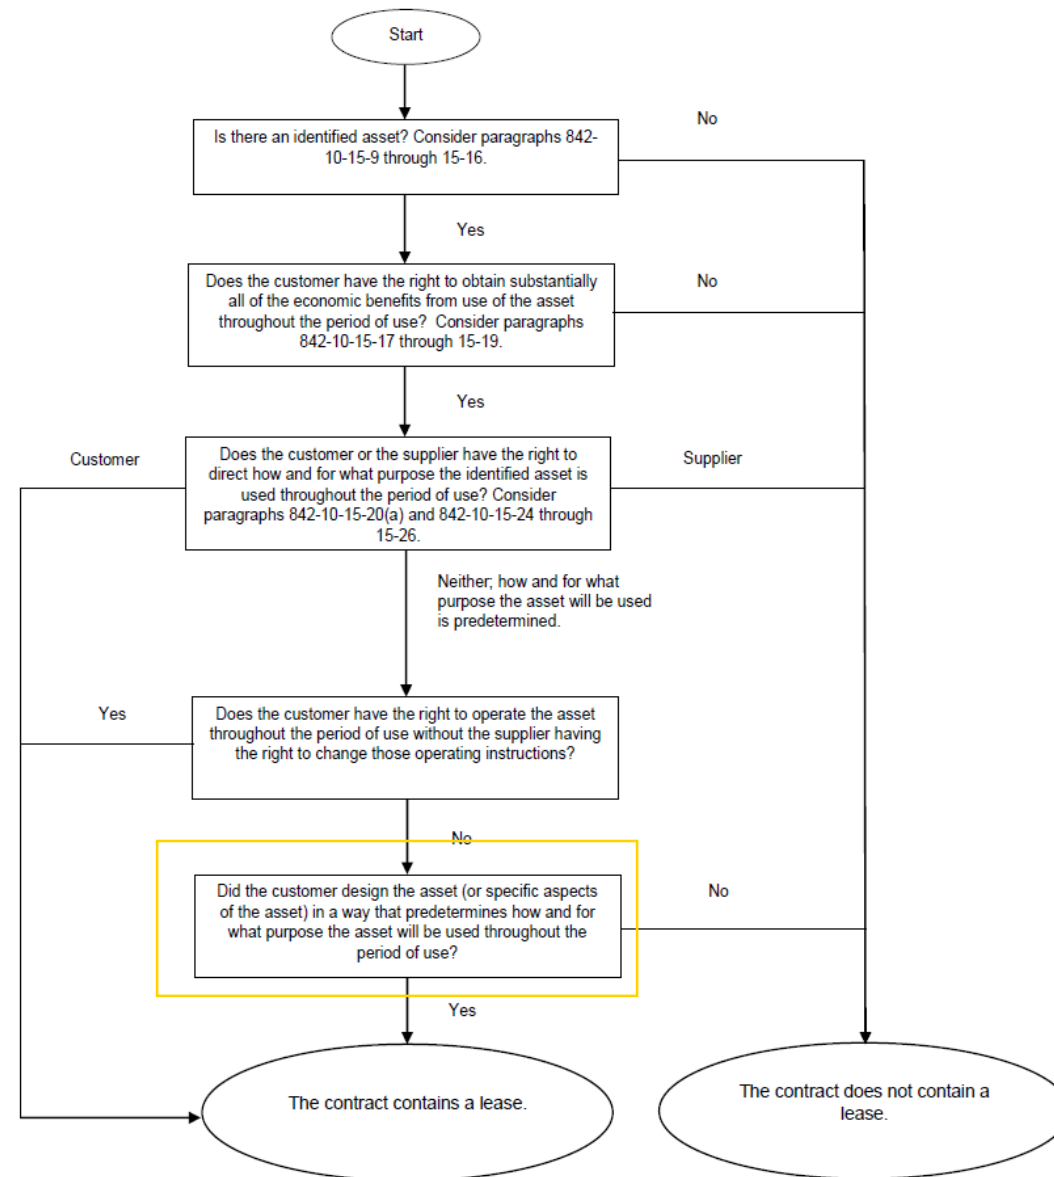 Start
No
Is there an identified asset? Consider paragraphs 842-
10-15-9 through 15-16.
Yes
Does the customer have the right to obtain substantially
all of the economic benefits from use of the asset
throughout the period of use?  Consider paragraphs
842-10-15-17 through 15-19.
No
Yes
Customer
Does the customer or the supplier have the right to
direct how and for what purpose the identified asset is
used throughout the period of use? Consider
paragraphs 842-10-15-20(a) and 842-10-15-24 through
15-26.
Supplier
Neither; how and for what
purpose the asset will be used
is predetermined.
Yes
Does the customer have the right to operate the asset
throughout the period of use without the supplier having
the right to change those operating instructions?
No
Did the customer design the asset (or specific aspects
of the asset) in a way that predetermines how and for
what purpose the asset will be used throughout the
period of use?
No
Yes
The contract contains a lease.
The contract does not contain a
lease.